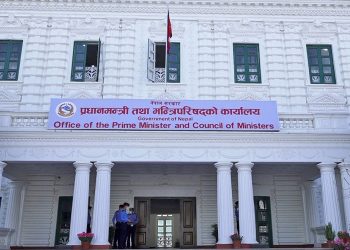 नेपाल सरकार
प्रधानमन्त्री तथा मन्त्रिपरिषद्को कार्यालय
Government of Nepal
Office of the Prime Minister and Council of Ministers